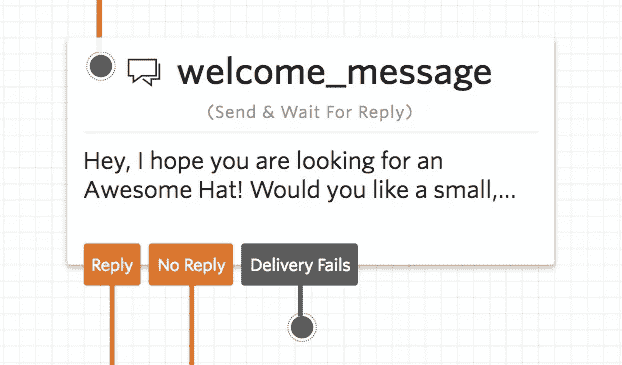 welcome_message
(Send & Wait For Reply)
Hey, I hope you are looking for an
Awesome Hat! Would you like a small,...
Reply No Reply Delivery Fails